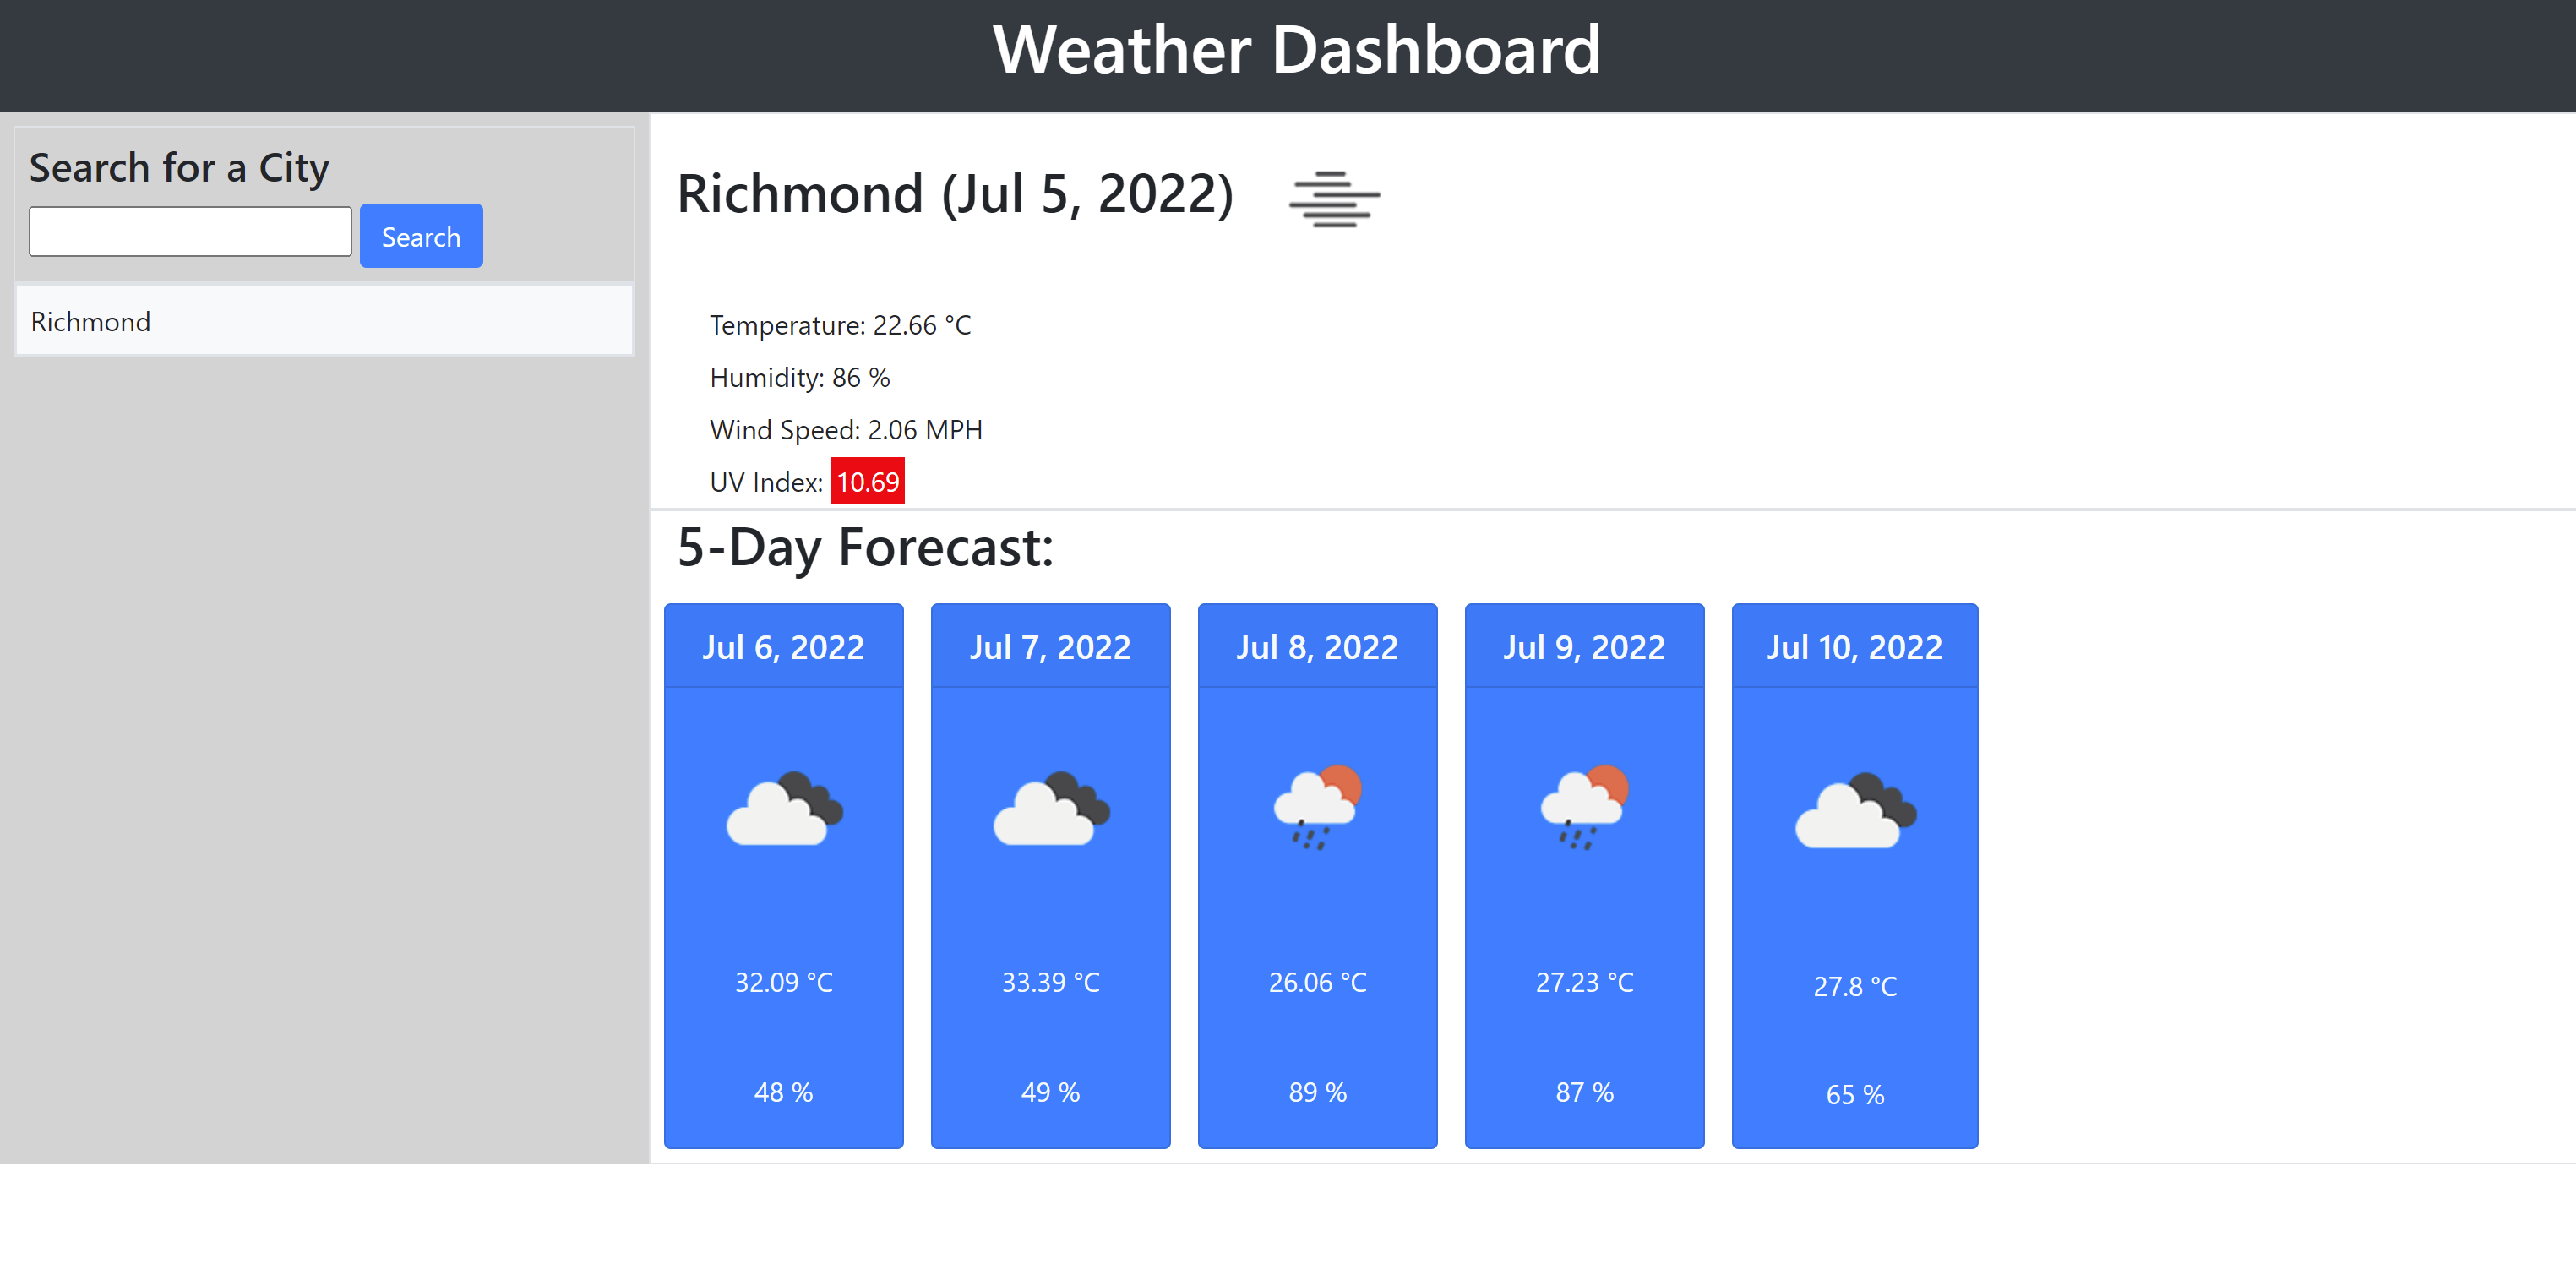 Weather Dashboard
Search for a City
Search
Richmond
Richmond (Jul 5, 2022)
Temperature: 22.66 °C
Humidity: 86 %
Wind Speed: 2.06 MPH
UV Index: 10.69
5-Day Forecast:
Jul 6, 2022
32.09 °C
48 %
Jul 7, 2022
33.39 °C
49 %
Jul 8, 2022
26.06 °C
89 %
Jul 9, 2022
27.23 °C
87 %
Jul 10, 2022
27.8 °C
65 %